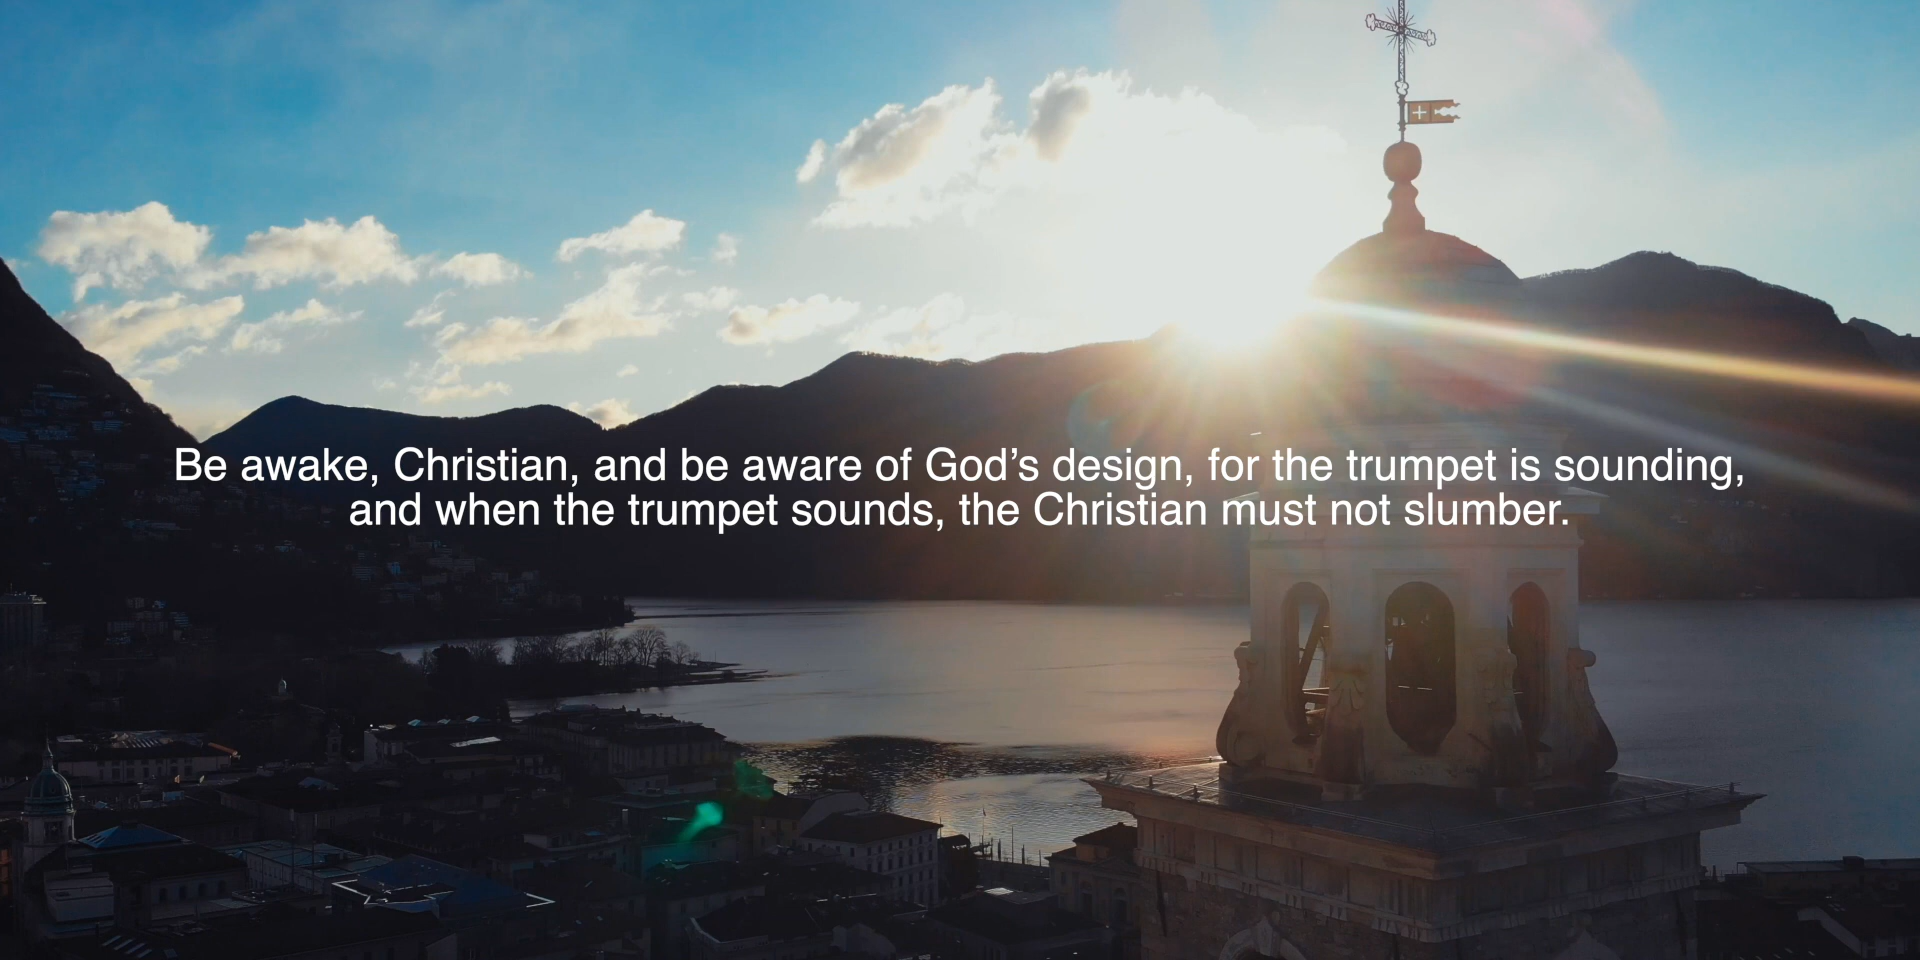 Be awake, Christian, and be aware of God’s design, for the trumpet is sounding,
and when the trumpet sounds, the Christian must not slumber.